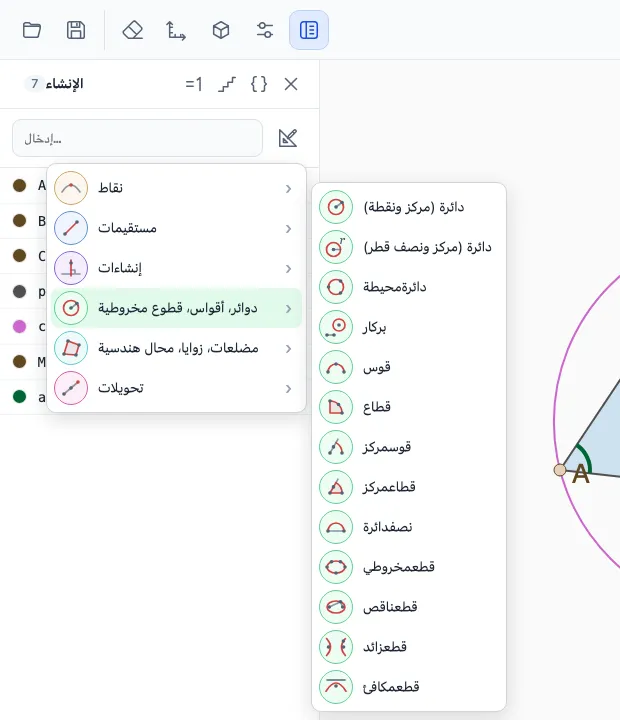 الإنشاء 7
=1
{}
إدخال...
A
B
C
p
c
M
a
نقاط
مستقيمات
إنشاءات
دوائر، أقواس، قطوع مخروطية
مضلعات، زوايا، محال هندسية
تحويلات
دائرة (مركز ونقطة)
دائرة (مركز ونصف قطر)
دائرةمحيطة
بركار
قوس
قطاع
قوسمركز
قطاعمركز
نصفدائرة
قطعمخروطي
قطعناقص
قطعزائد
قطعمكافئ
r
A